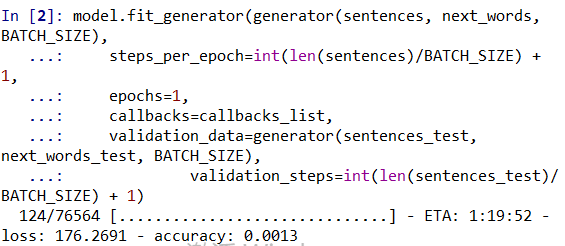 In [2]: model.fit_generator(generator(sentences, next_words,
BATCH_SIZE),
...: steps_per_epoch=int(len(sentences)/BATCH_SIZE) +
1,
...: epochs=1,
...: callbacks=callbacks_list,
...: validation_data=generator(sentences_test,
next_words_test, BATCH_SIZE),
...: validation_steps=int(len(sentences_test)/
BATCH_SIZE) + 1)
124/76564 [..............................] - ETA: 1:19:52 -
loss: 176.2691 - accuracy: 0.0013